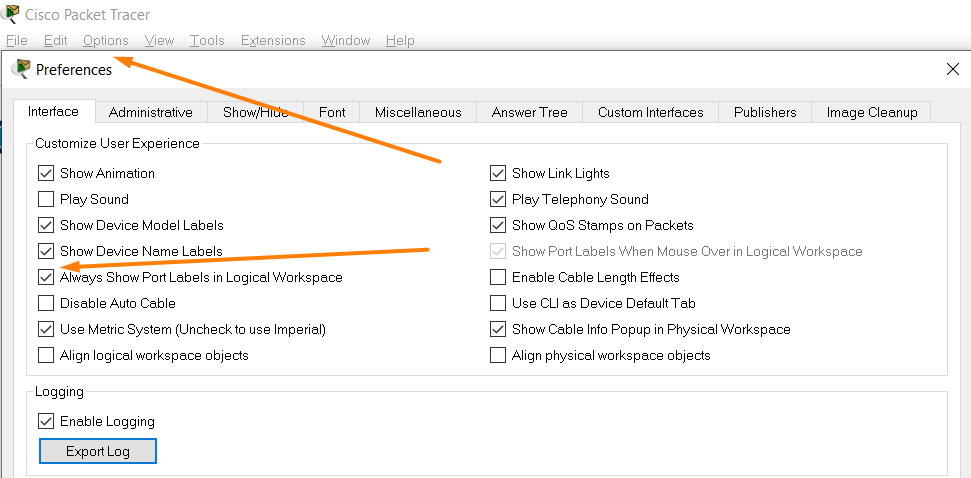 Cisco Packet Tracer
File Edit Options View Tools Extensions Window Help
Preferences
Interface Administrative Show/Hide Font Miscellaneous Answer Tree Custom Interfaces Publishers Image Cleanup
Customize User Experience
Show Animation
Show Link Lights
Play Sound
Play Telephony Sound
Show Device Model Labels
Show QoS Stamps on Packets
Show Device Name Labels
Show Port Labels When Mouse Over in Logical Workspace
Always Show Port Labels in Logical Workspace
Enable Cable Length Effects
Disable Auto Cable
Use CLI as Device Default Tab
Use Metric System (Uncheck to use Imperial)
Show Cable Info Popup in Physical Workspace
Align logical workspace objects
Align physical workspace objects
Logging
Enable Logging
Export Log